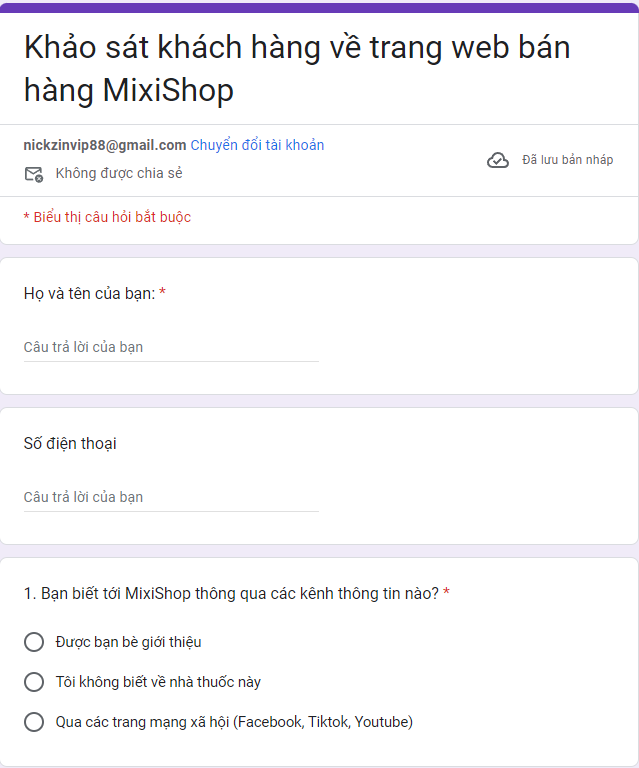 Khảo sát khách hàng về trang web bán
hàng MixiShop
nickzinvip88@gmail.com Chuyển đổi tài khoản
Không được chia sẻ
Đã lưu bản nháp
* Biểu thị câu hỏi bắt buộc
Họ và tên của bạn: *
Câu trả lời của bạn
Số điện thoại
Câu trả lời của bạn
1. Bạn biết tới MixiShop thông qua các kênh thông tin nào? *
Được bạn bè giới thiệu
Tôi không biết về nhà thuốc này
Qua các trang mạng xã hội (Facebook, Tiktok, Youtube)